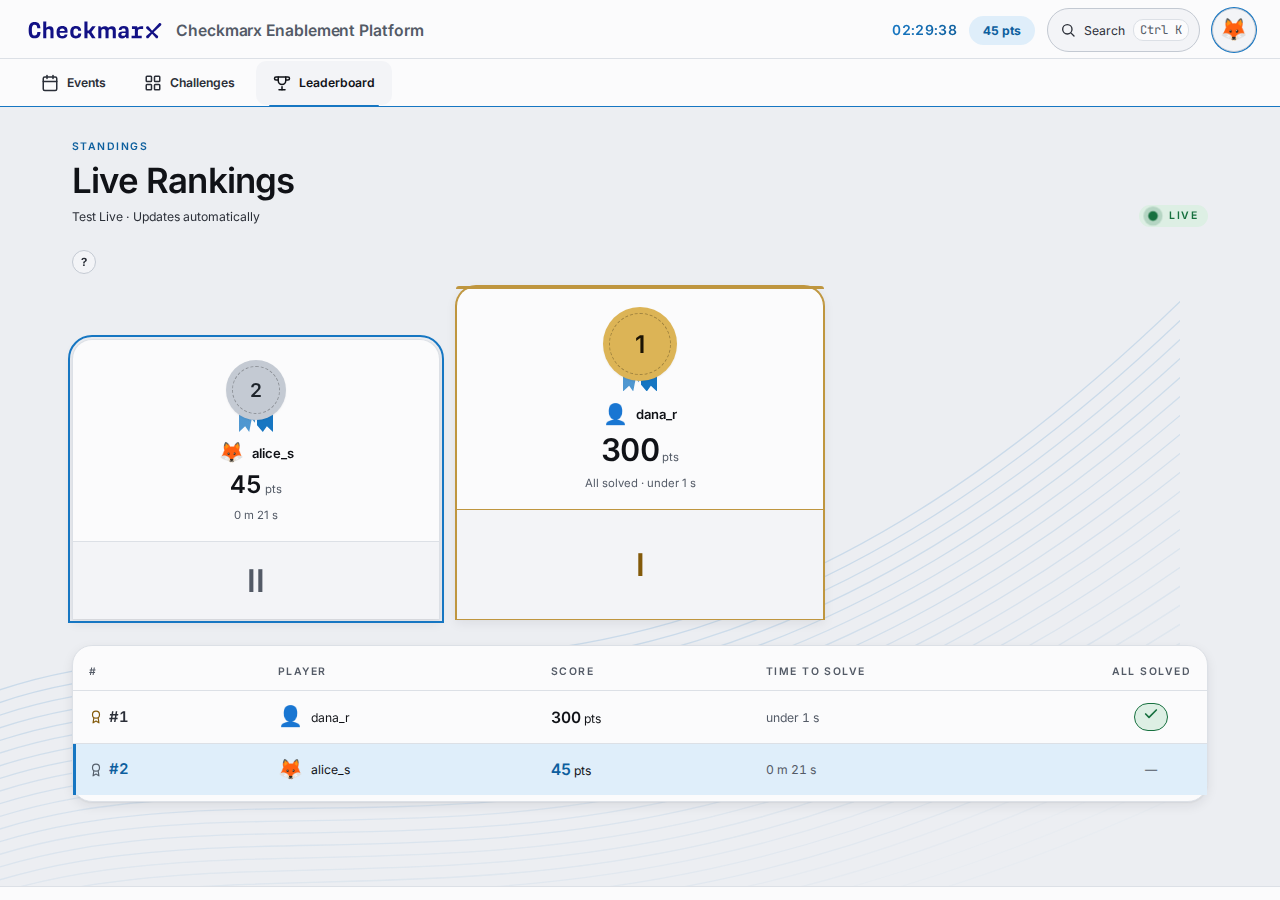 Checkmarx Checkmarx Enablement Platform 02:29:38 45 pts Search Ctrl K
Events Challenges Leaderboard
STANDINGS
Live Rankings
Test Live · Updates automatically
LIVE
?
1
dana_r
300 pts
All solved · under 1 s
I
2
alice_s
45 pts
0 m 21 s
II
# PLAYER SCORE TIME TO SOLVE ALL SOLVED
#1 dana_r 300 pts under 1 s
#2 alice_s 45 pts 0 m 21 s —